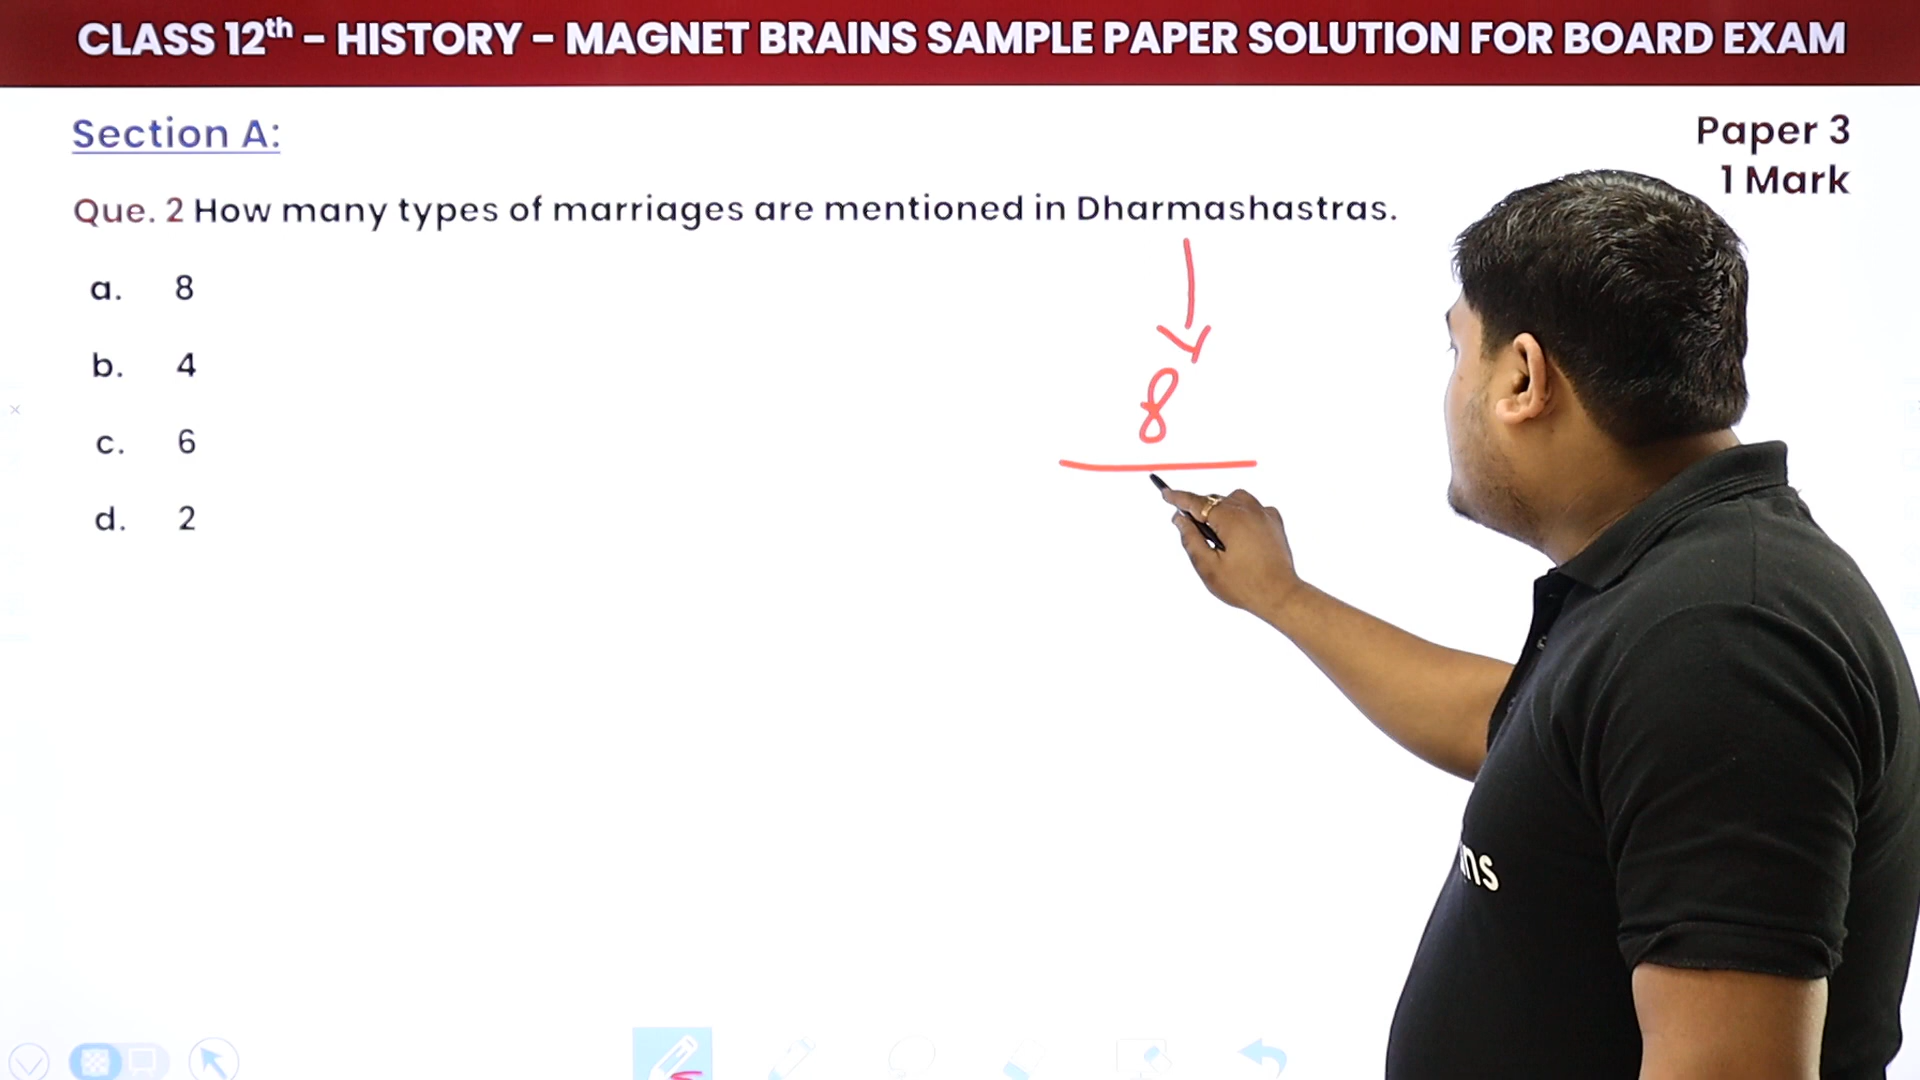 CLASS 12th - HISTORY - MAGNET BRAINS SAMPLE PAPER SOLUTION FOR BOARD EXAM
Section A:
Paper 3
1 Mark
Que. 2 How many types of marriages are mentioned in Dharmashastras.
a. 8
b. 4
c. 6
d. 2
8
ns